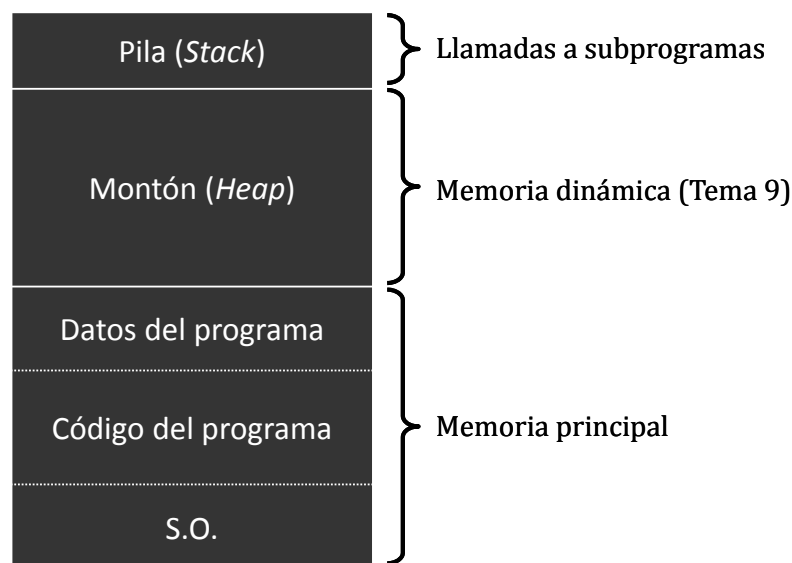 Pila (Stack)
Llamadas a subprogramas
Montón (Heap)
Memoria dinámica (Tema 9)
Datos del programa
Código del programa
Memoria principal
S.O.